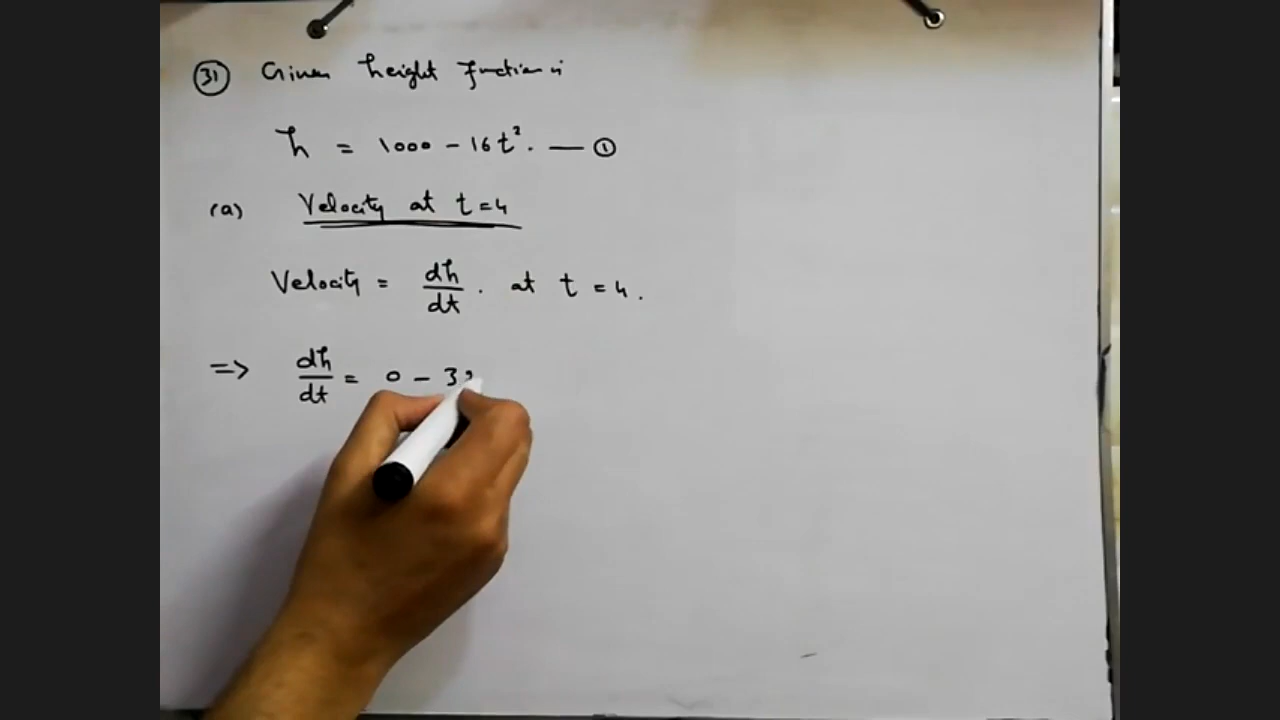 31 Given height function is
h = 1000 - 16t². — ①
(a) Velocity at t=4
Velocity = dh/dt . at t = 4.
=> dh/dt = 0 - 3